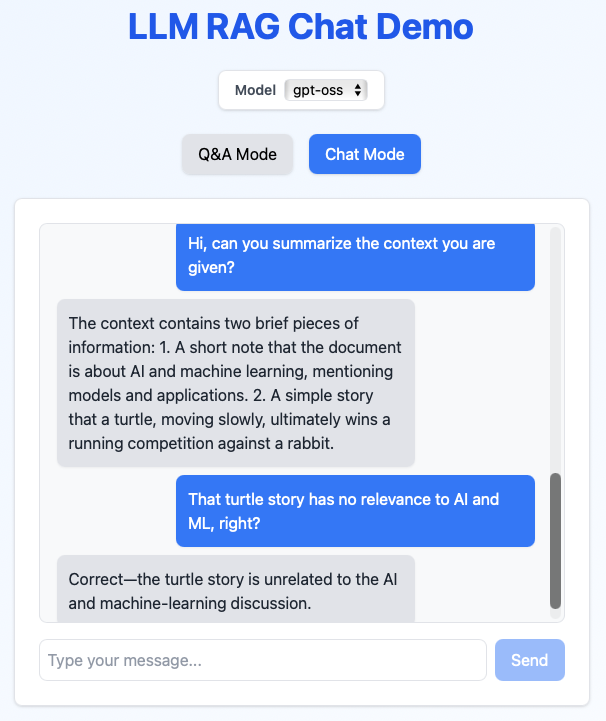 LLM RAG Chat Demo
Model gpt-oss
Q&A Mode Chat Mode
Hi, can you summarize the context you are
given?
The context contains two brief pieces of
information: 1. A short note that the document
is about AI and machine learning, mentioning
models and applications. 2. A simple story
that a turtle, moving slowly, ultimately wins a
running competition against a rabbit.
That turtle story has no relevance to AI and
ML, right?
Correct—the turtle story is unrelated to the AI
and machine-learning discussion.
Type your message... Send